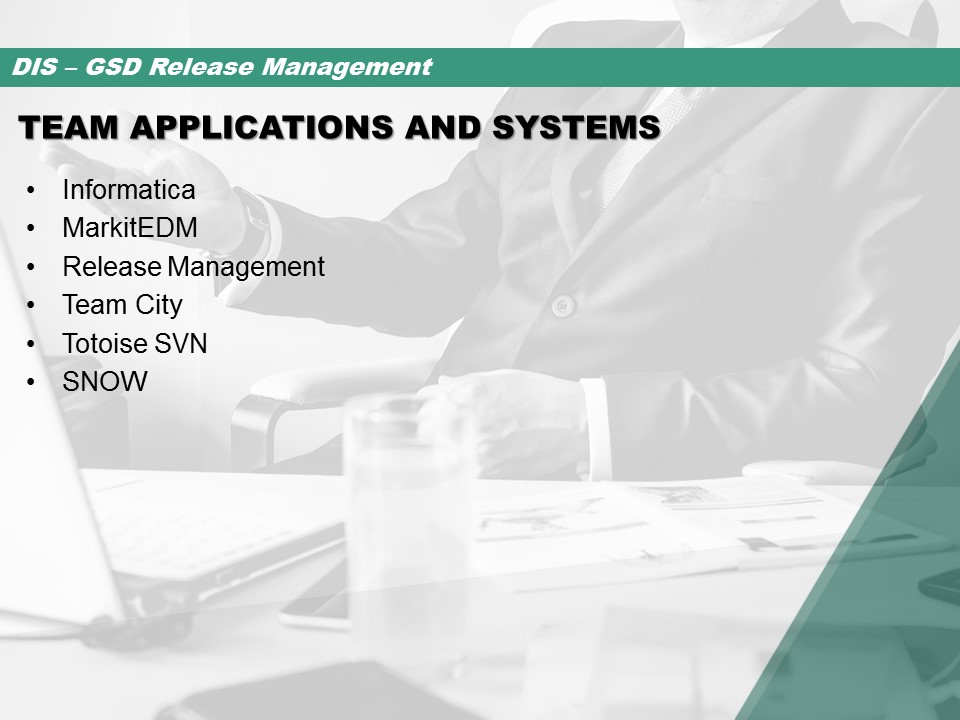 DIS – GSD Release Management
TEAM APPLICATIONS AND SYSTEMS
• Informatica
• MarkitEDM
• Release Management
• Team City
• Totoise SVN
• SNOW